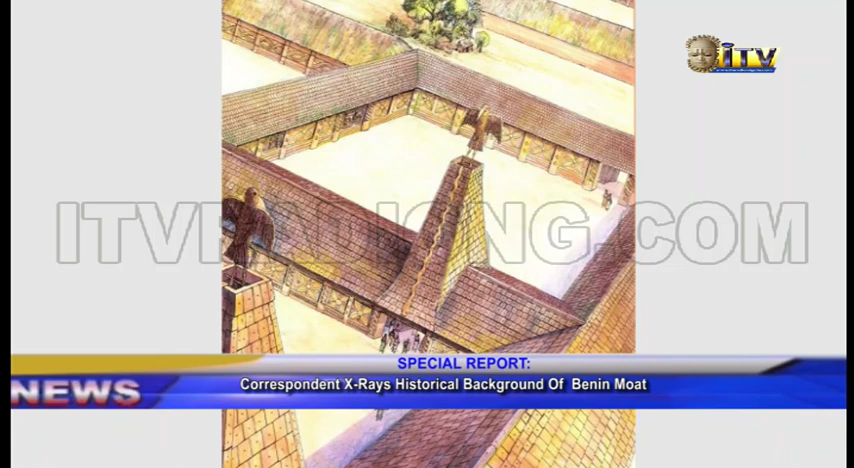 iTV
ITVRADIONG.COM
SPECIAL REPORT:
NEWS
Correspondent X-Rays Historical Background Of Benin Moat